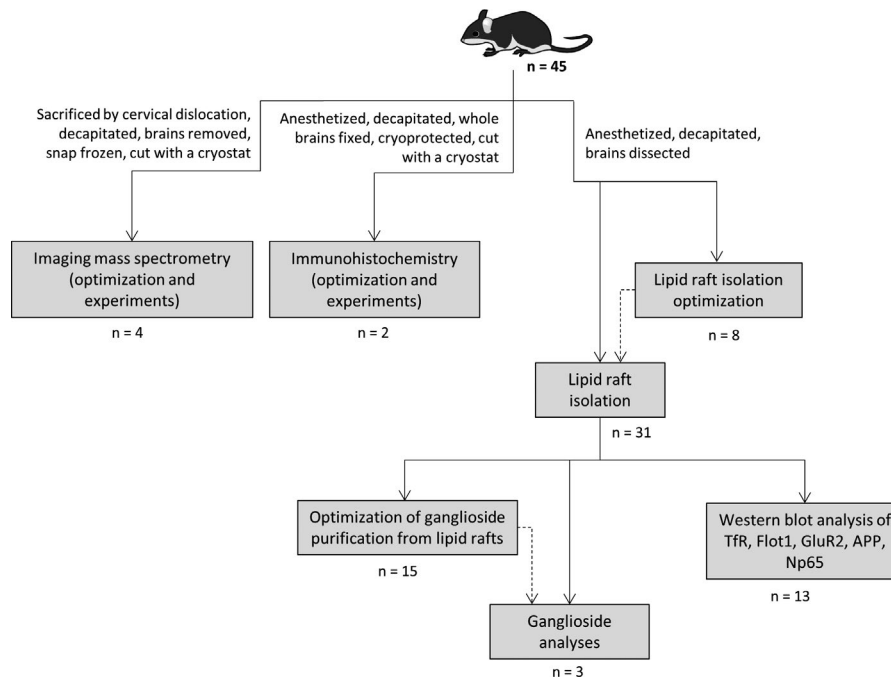 n = 45
Sacrificed by cervical dislocation,
decapitated, brains removed,
snap frozen, cut with a cryostat
Anesthetized, decapitated, whole
brains fixed, cryoprotected, cut
with a cryostat
Anesthetized, decapitated,
brains dissected
Imaging mass spectrometry
(optimization and
experiments)
n = 4
Immunohistochemistry
(optimization and
experiments)
n = 2
Lipid raft isolation
optimization
n = 8
Lipid raft
isolation
n = 31
Optimization of ganglioside
purification from lipid rafts
n = 15
Ganglioside
analyses
n = 3
Western blot analysis of
TfR, Flot1, GluR2, APP,
Np65
n = 13